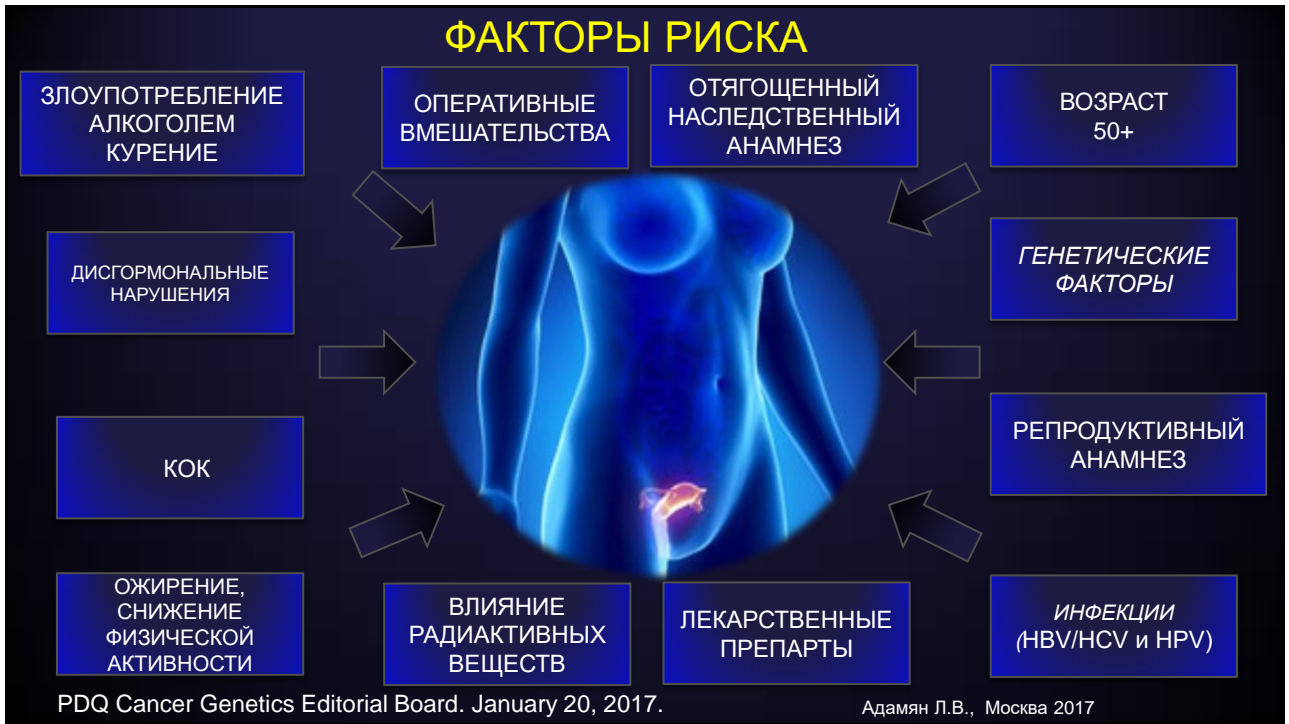 ФАКТОРЫ РИСКА
ЗЛОУПОТРЕБЛЕНИЕ
АЛКОГОЛЕМ
КУРЕНИЕ
ОПЕРАТИВНЫЕ
ВМЕШАТЕЛЬСТВА
ОТЯГОЩЕННЫЙ
НАСЛЕДСТВЕННЫЙ
АНАМНЕЗ
ВОЗРАСТ
50+
ДИСГОРМОНАЛЬНЫЕ
НАРУШЕНИЯ
ГЕНЕТИЧЕСКИЕ
ФАКТОРЫ
КОК
РЕПРОДУКТИВНЫЙ
АНАМНЕЗ
ОЖИРЕНИЕ,
СНИЖЕНИЕ
ФИЗИЧЕСКОЙ
АКТИВНОСТИ
ВЛИЯНИЕ
РАДИАКТИВНЫХ
ВЕЩЕСТВ
ЛЕКАРСТВЕННЫЕ
ПРЕПАРТЫ
ИНФЕКЦИИ
(HBV/HCV и HPV)
PDQ Cancer Genetics Editorial Board. January 20, 2017.
Адамян Л.В., Москва 2017